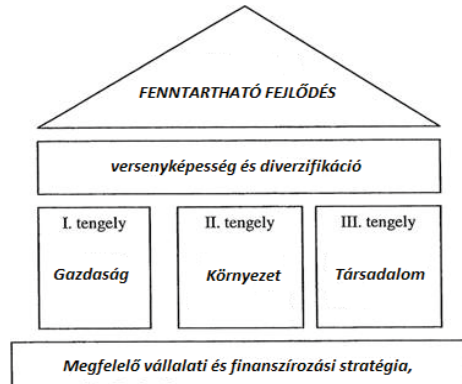 FENNTARTHATÓ FEJLŐDÉS
versenyképesség és diverzifikáció
I. tengely
Gazdaság
II. tengely
Környezet
III. tengely
Társadalom
Megfelelő vállalati és finanszírozási stratégia,